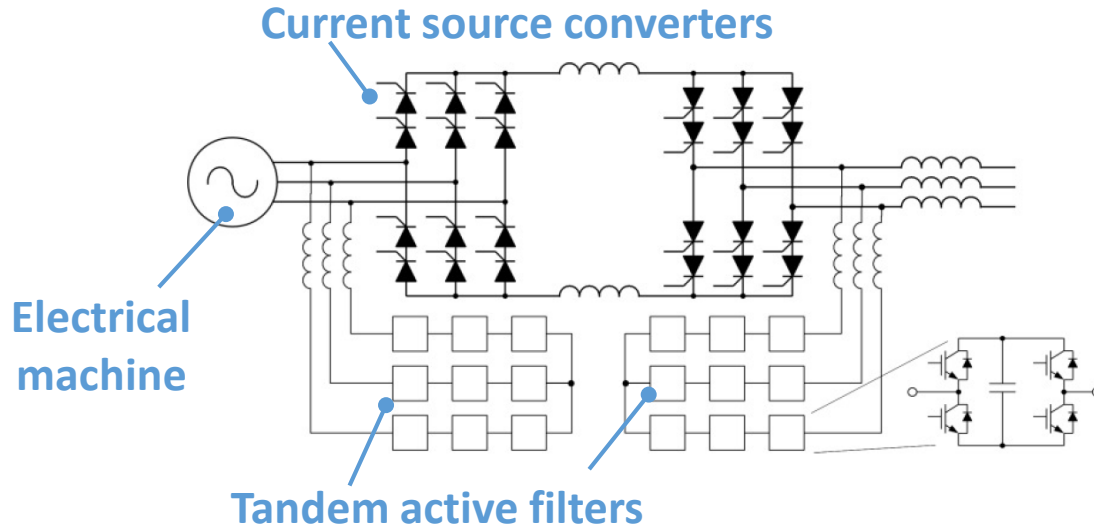 Current source converters
Electrical
machine
Tandem active filters